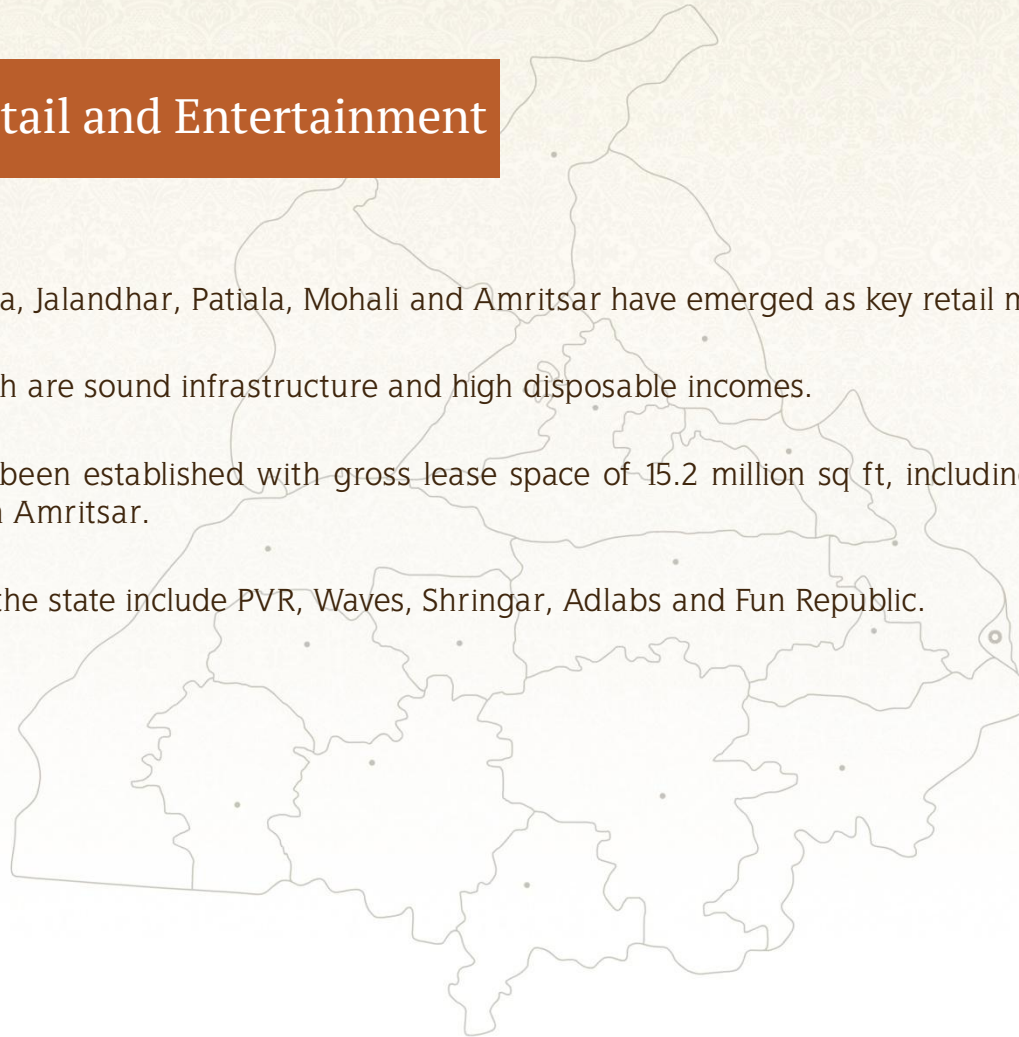 tail and Entertainment
a, Jalandhar, Patiala, Mohali and Amritsar have emerged as key retail
h are sound infrastructure and high disposable incomes.
been established with gross lease space of 15.2 million sq ft, including
Amritsar.
the state include PVR, Waves, Shringar, Adlabs and Fun Republic.